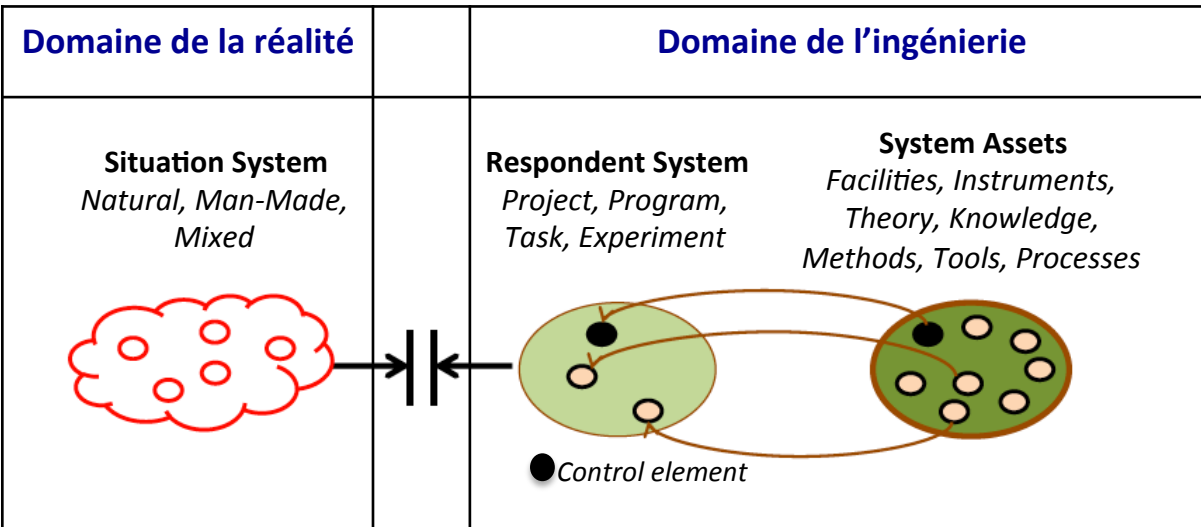 Domaine de la réalité
Domaine de l’ingénierie
Situation System
Natural, Man-Made,
Mixed
Respondent System
Project, Program,
Task, Experiment
System Assets
Facilities, Instruments,
Theory, Knowledge,
Methods, Tools, Processes
Control element